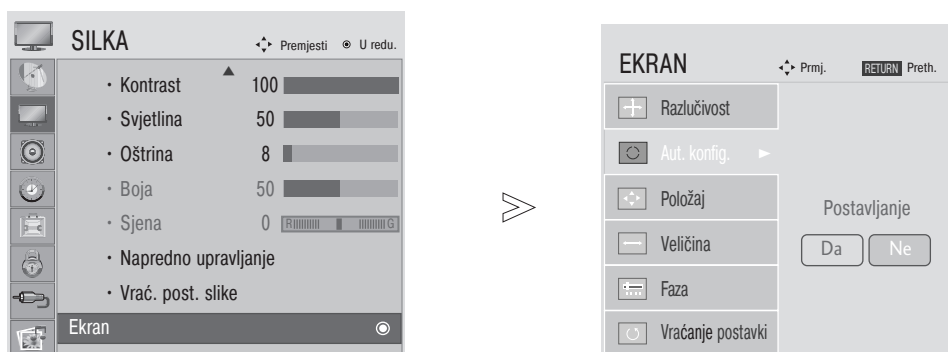 SILKA
Premjesti
U redu.
· Kontrast 100
· Svjetlina 50
· Oštrina 8
· Boja 50
· Sjena 0 R G
· Napredno upravljanje
· Vrać. post. slike
Ekran
EKRAN
Prmj.
RETURN Preth.
Razlučivost
Aut. konfig.
Položaj
Veličina
Faza
Vraćanje postavki
Postavljanje
Da Ne